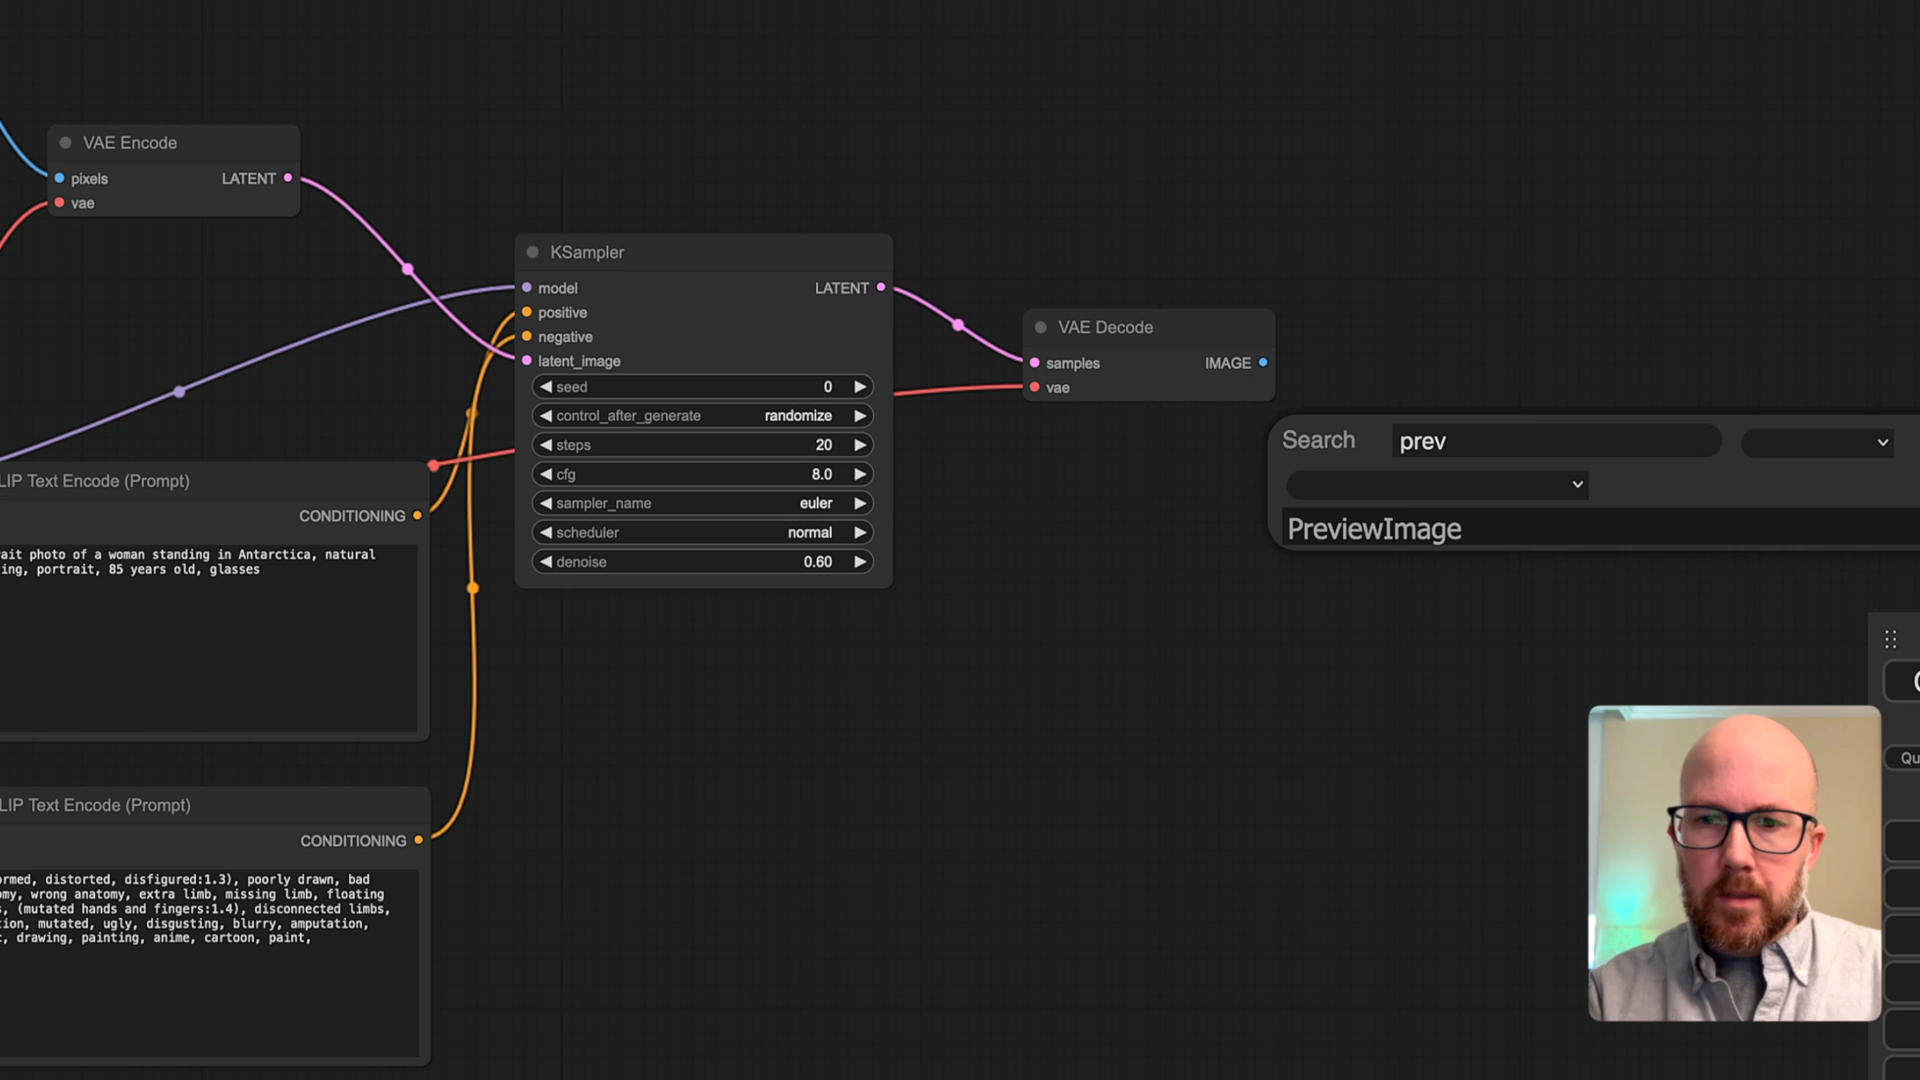 VAE Encode
pixels
LATENT
vae
KSampler
model
LATENT
positive
negative
latent_image
seed 0
control_after_generate randomize
steps 20
cfg 8.0
sampler_name euler
scheduler normal
denoise 0.60
VAE Decode
samples
IMAGE
vae
Search prev
PreviewImage
LIP Text Encode (Prompt)
CONDITIONING
ait photo of a woman standing in Antarctica, natural
ing, portrait, 85 years old, glasses
LIP Text Encode (Prompt)
CONDITIONING
ormed, distorted, disfigured:1.3), poorly drawn, bad
omy, wrong anatomy, extra limb, missing limb, floating
, (mutated hands and fingers:1.4), disconnected limbs,
tion, mutated, ugly, disgusting, blurry, amputation,
, drawing, painting, anime, cartoon, paint,
Qu